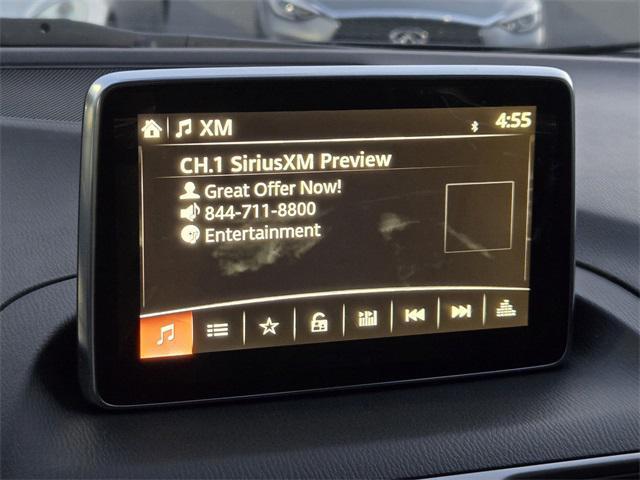 XM
4:55
CH.1 SiriusXM Preview
Great Offer Now!
844-711-8800
Entertainment